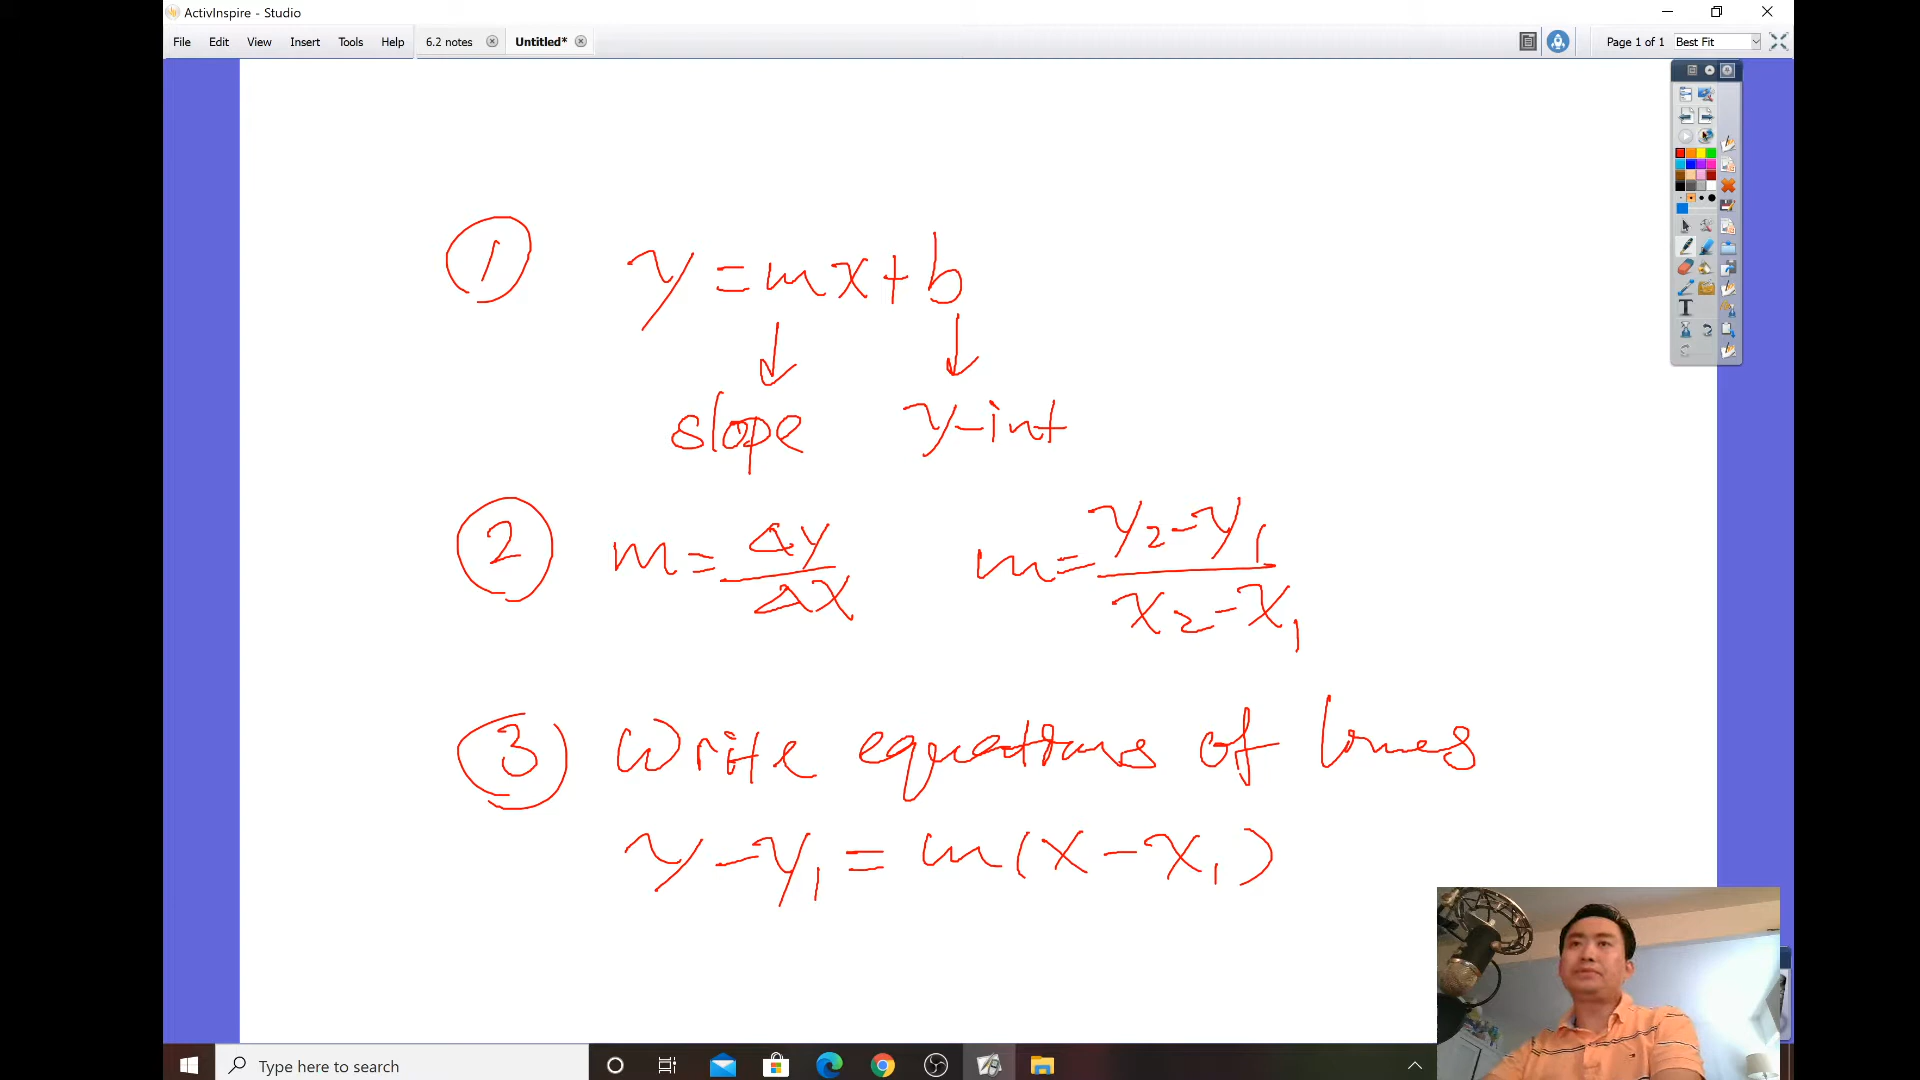 ActivInspire - Studio
File Edit View Insert Tools Help 6.2 notes Untitled* Page 1 of 1 Best Fit
① y = mx + b
slope y-int
② m = Δy/Δx m = y₂ - y₁/x₂ - x₁
③ Write equations of lines
y - y₁ = m(x - x₁)
Type here to search